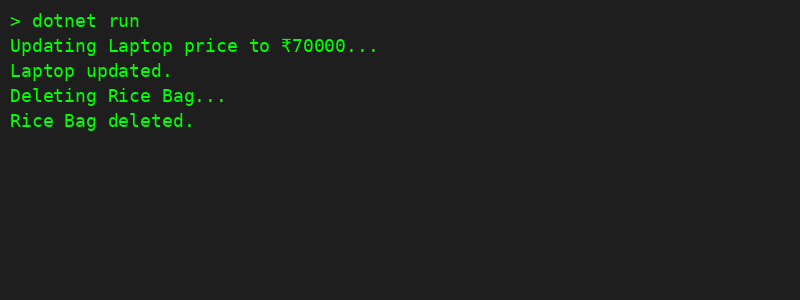 > dotnet run
Updating Laptop price to ₹70000...
Laptop updated.
Deleting Rice Bag...
Rice Bag deleted.